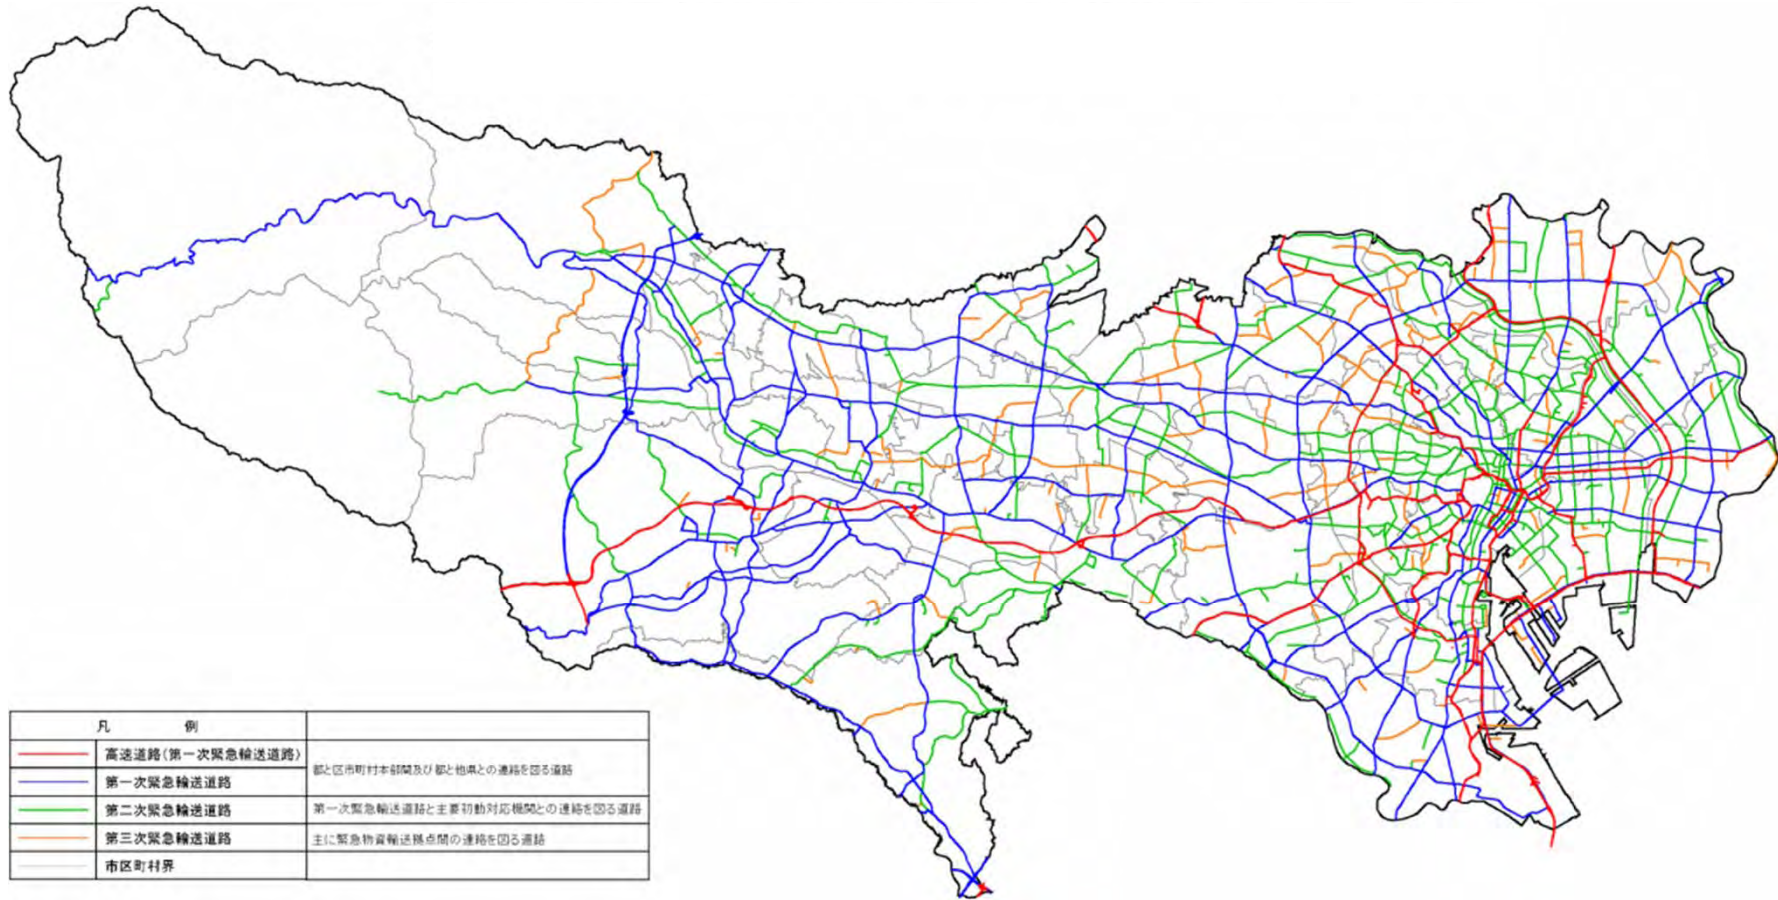 凡 例
高速道路(第一次緊急輸送道路)
都と区市町村本部間及び都と他県との連絡を図る道路
第一次緊急輸送道路
第二次緊急輸送道路
第一次緊急輸送道路と主要初動対応機関との連絡を図る道路
第三次緊急輸送道路
主に緊急物資輸送拠点間の連絡を図る道路
市区町村界